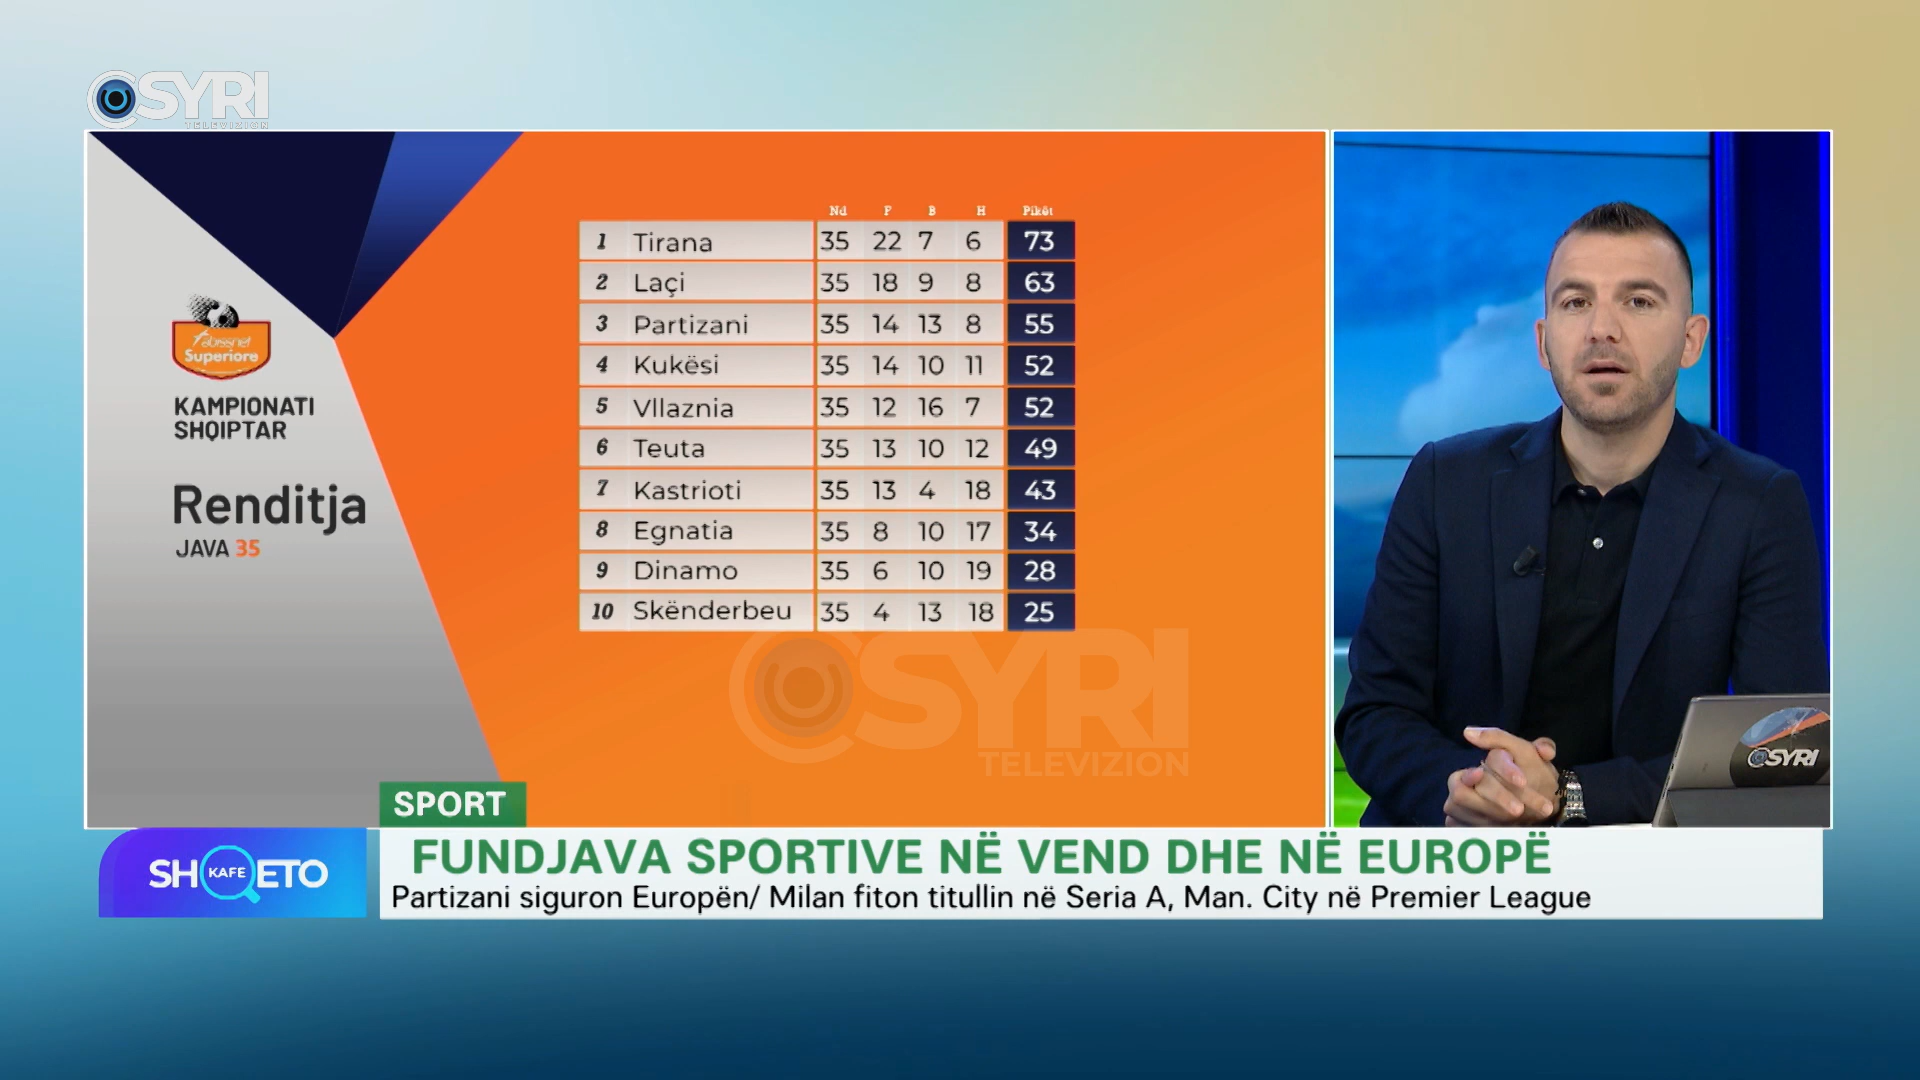 SYRI
TELEVIZION
Nd F B H Pikët
1 Tirana 35 22 7 6 73
2 Laçi 35 18 9 8 63
3 Partizani 35 14 13 8 55
4 Kukësi 35 14 10 11 52
5 Vllaznia 35 12 16 7 52
6 Teuta 35 13 10 12 49
7 Kastrioti 35 13 4 18 43
8 Egnatia 35 8 10 17 34
9 Dinamo 35 6 10 19 28
10 Skënderbeu 35 4 13 18 25
abissnet
Superiore
KAMPIONATI
SHQIPTAR
Renditja
JAVA 35
SYRI
TELEVIZION
SYRI
SPORT
FUNDJAVA SPORTIVE NË VEND DHE NË EUROPË
SHQETO
KAFE
Partizani siguron Europën/ Milan fiton titullin në Seria A, Man. City në Premier League